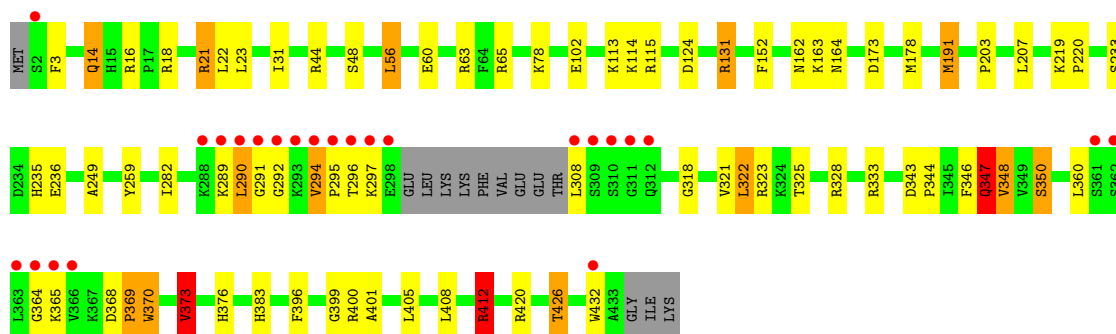 MET S2 F3 Q14 H15 R16 P17 R18 R21 L22 L23 I31 R44 S48 L56 E60 R63 F64 R65 K78 E102 K113 K114 R115 D124 R131 F152 N162 K163 N164 D173 M178 M191 P203 L207 K219 P220 S233
D234 H235 E236 A249 Y259 I282 K288 K289 L290 G291 G292 K293 V294 P295 T296 K297 E298 GLU LEU LYS LYS PHE VAL GLU GLU THR L308 S309 S310 G311 Q312 G318 V321 L322 R323 K324 T325 R328 R333 D343 P344 I345 F346 Q347 V348 V349 S350 L360 S361 S362
L363 G364 K365 V366 K367 D368 P369 W370 V373 H376 H383 F396 G399 R400 A401 L405 L408 R412 R420 T426 W432 A433 GLY ILE LYS